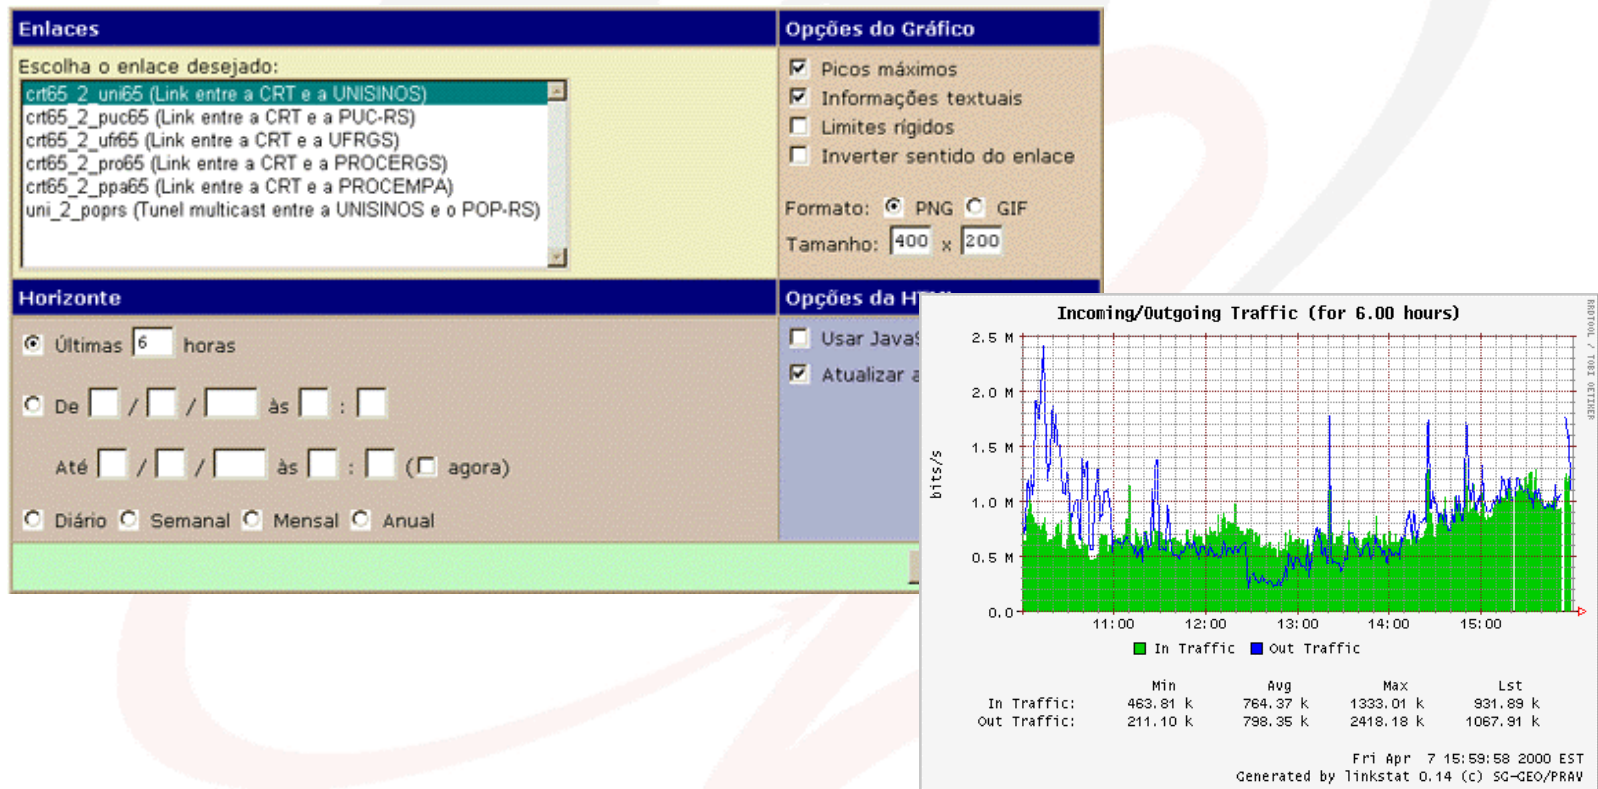 Enlaces
Escolha o enlace desejado:
crt65_2_uni65 (Link entre a CRT e a UNISINOS)
crt65_2_puc65 (Link entre a CRT e a PUC-RS)
crt65_2_ufr65 (Link entre a CRT e a UFRGS)
crt65_2_pro65 (Link entre a CRT e a PROCERGS)
crt65_2_ppa65 (Link entre a CRT e a PROCEMPA)
uni_2_poprs (Tunel multicast entre a UNISINOS e o POP-RS)
Opções do Gráfico
Picos máximos
Informações textuais
Limites rígidos
Inverter sentido do enlace
Formato: PNG GIF
Tamanho: 400 x 200
Horizonte
Últimas 6 horas
De / / às :
Até / / às : ( agora)
Diário Semanal Mensal Anual
Opções da
Usar
Atualizar
Incoming/Outgoing Traffic (for 6.00 hours)
RRDTOOL / TOBI OETIKER
bits/s
2.5 M
2.0 M
1.5 M
1.0 M
0.5 M
0.0
11:00 12:00 13:00 14:00 15:00
In Traffic Out Traffic
Min Avg Max Lst
In Traffic: 463.81 k 764.37 k 1333.01 k 931.89 k
Out Traffic: 211.10 k 798.35 k 2418.18 k 1067.91 k
Fri Apr 7 15:59:58 2000 EST
Generated by linkstat 0.14 (c) SG-GEO/PRAV